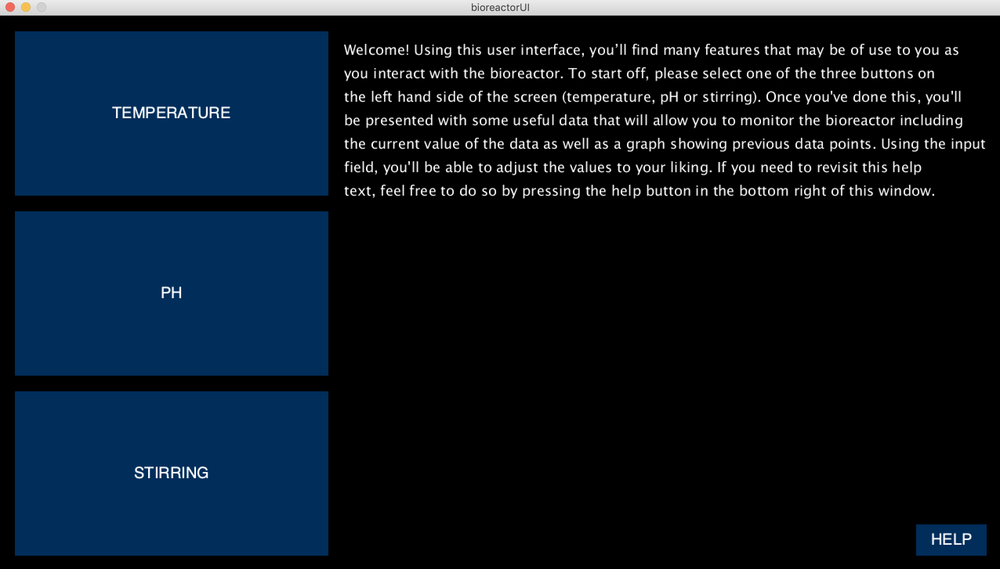 bioreactorUI
TEMPERATURE
Welcome! Using this user interface, you’ll find many features that may be of use to you as
you interact with the bioreactor. To start off, please select one of the three buttons on
the left hand side of the screen (temperature, pH or stirring). Once you've done this, you'll
be presented with some useful data that will allow you to monitor the bioreactor including
the current value of the data as well as a graph showing previous data points. Using the input
field, you'll be able to adjust the values to your liking. If you need to revisit this help
text, feel free to do so by pressing the help button in the bottom right of this window.
PH
STIRRING
HELP